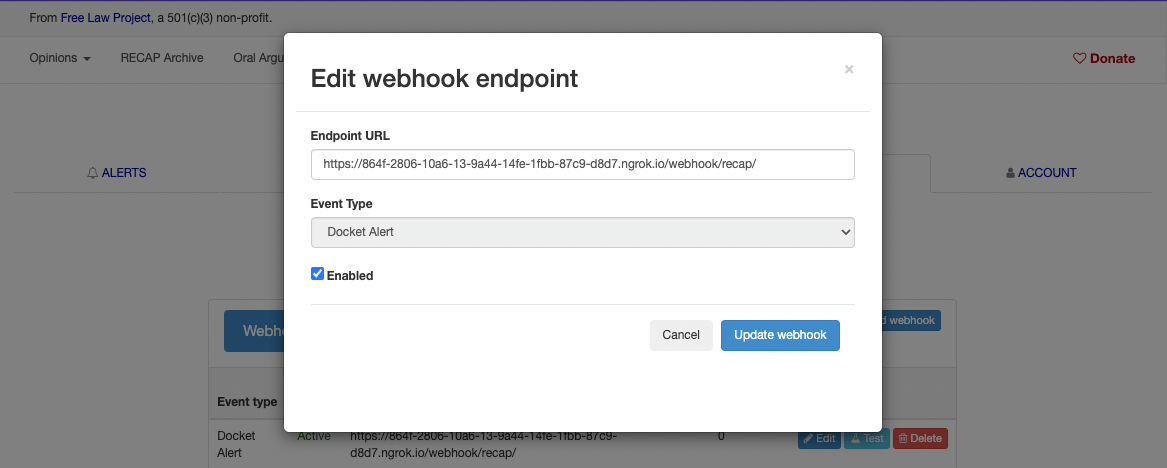 From Free Law Project, a 501(c)(3) non-profit.
Opinions RECAP Archive Oral Argu Donate
Edit webhook endpoint ×
Endpoint URL
https://864f-2806-10a6-13-9a44-14fe-1fbb-87c9-d8d7.ngrok.io/webhook/recap/
ALERTS ACCOUNT
Event Type
Docket Alert
Enabled
Cancel Update webhook
webhook
Event type
Docket Active https://864f-2806-10a6-13-9a44-14fe-1fbb-87c9- 0 Edit Test Delete
Alert d8d7.ngrok.io/webhook/recap/